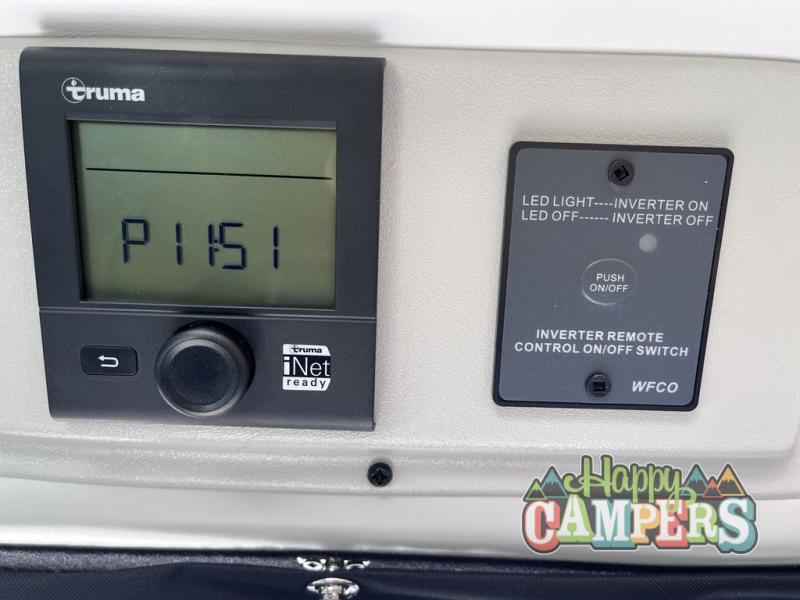 truma
P 11:51
truma
iNet
ready
LED LIGHT----INVERTER ON
LED OFF------ INVERTER OFF
PUSH
ON/OFF
INVERTER REMOTE
CONTROL ON/OFF SWITCH
WFCO
Happy
CAMPERS